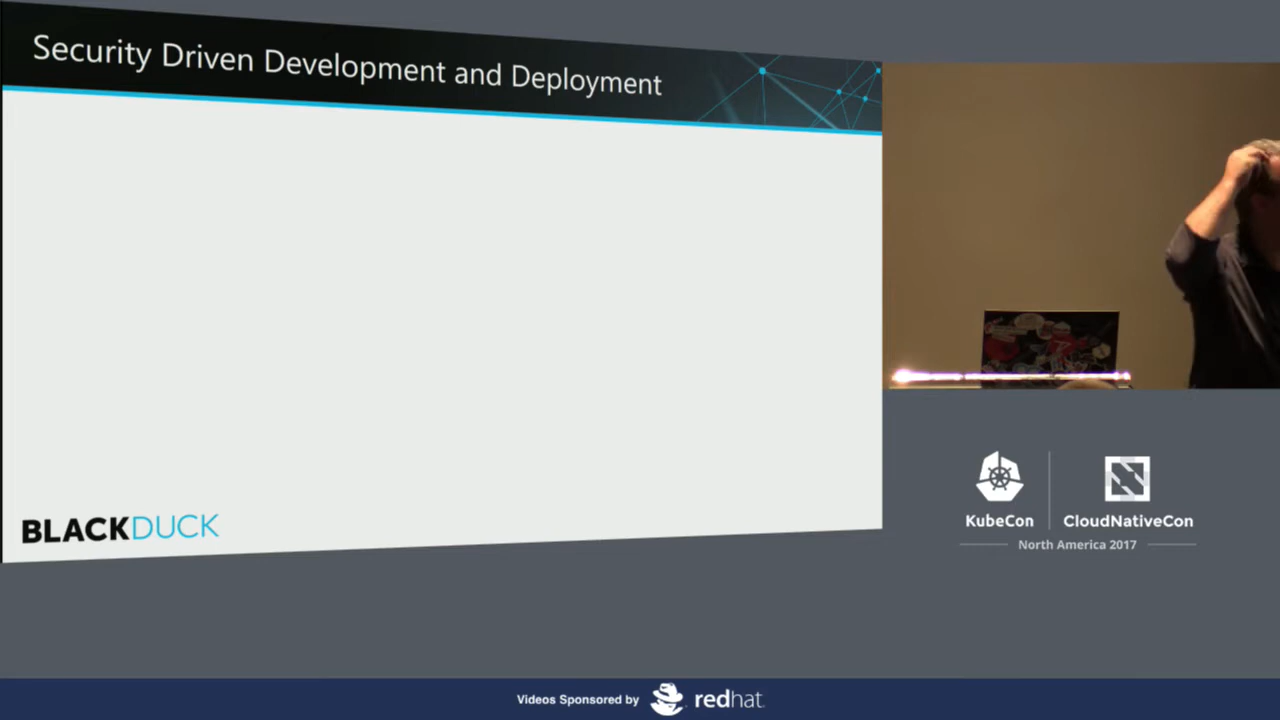 Security Driven Development and Deployment
BLACKDUCK
KubeCon
CloudNativeCon
North America 2017
Videos Sponsored by redhat.